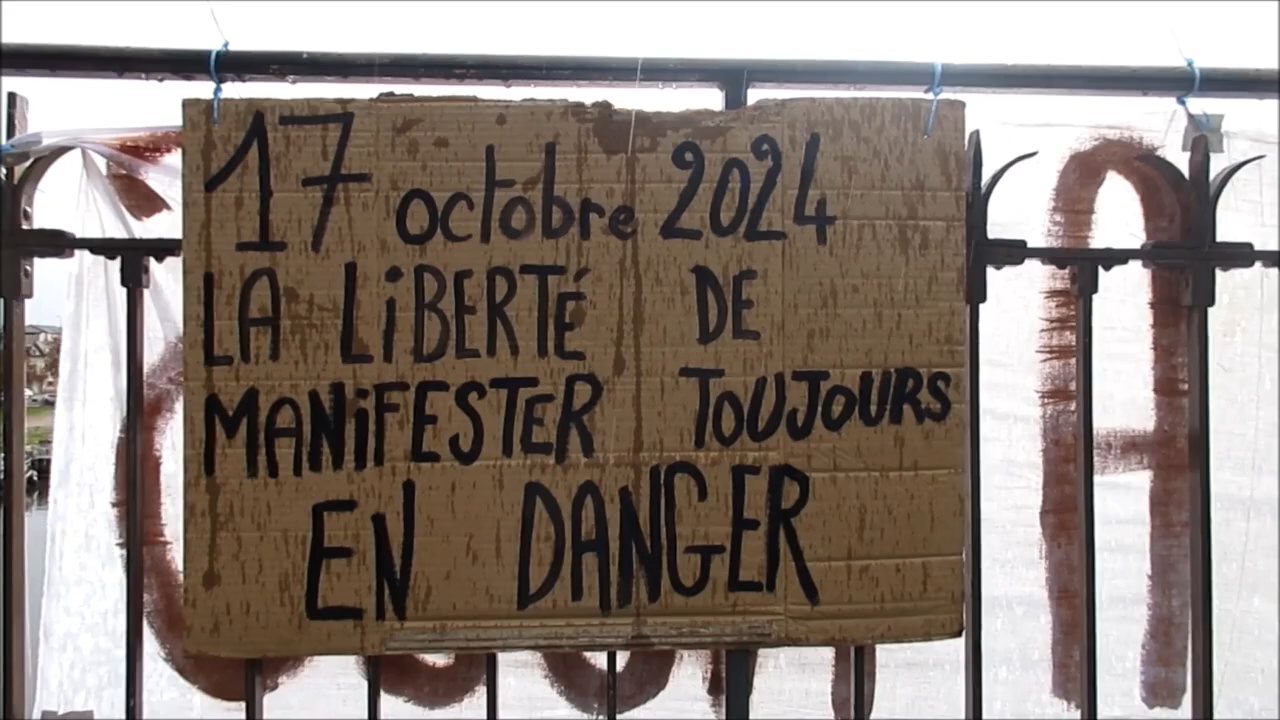 17 octobre 2024
LA LiBERTÉ DE
MANiFESTER TOUJOURS
EN DANGER
A